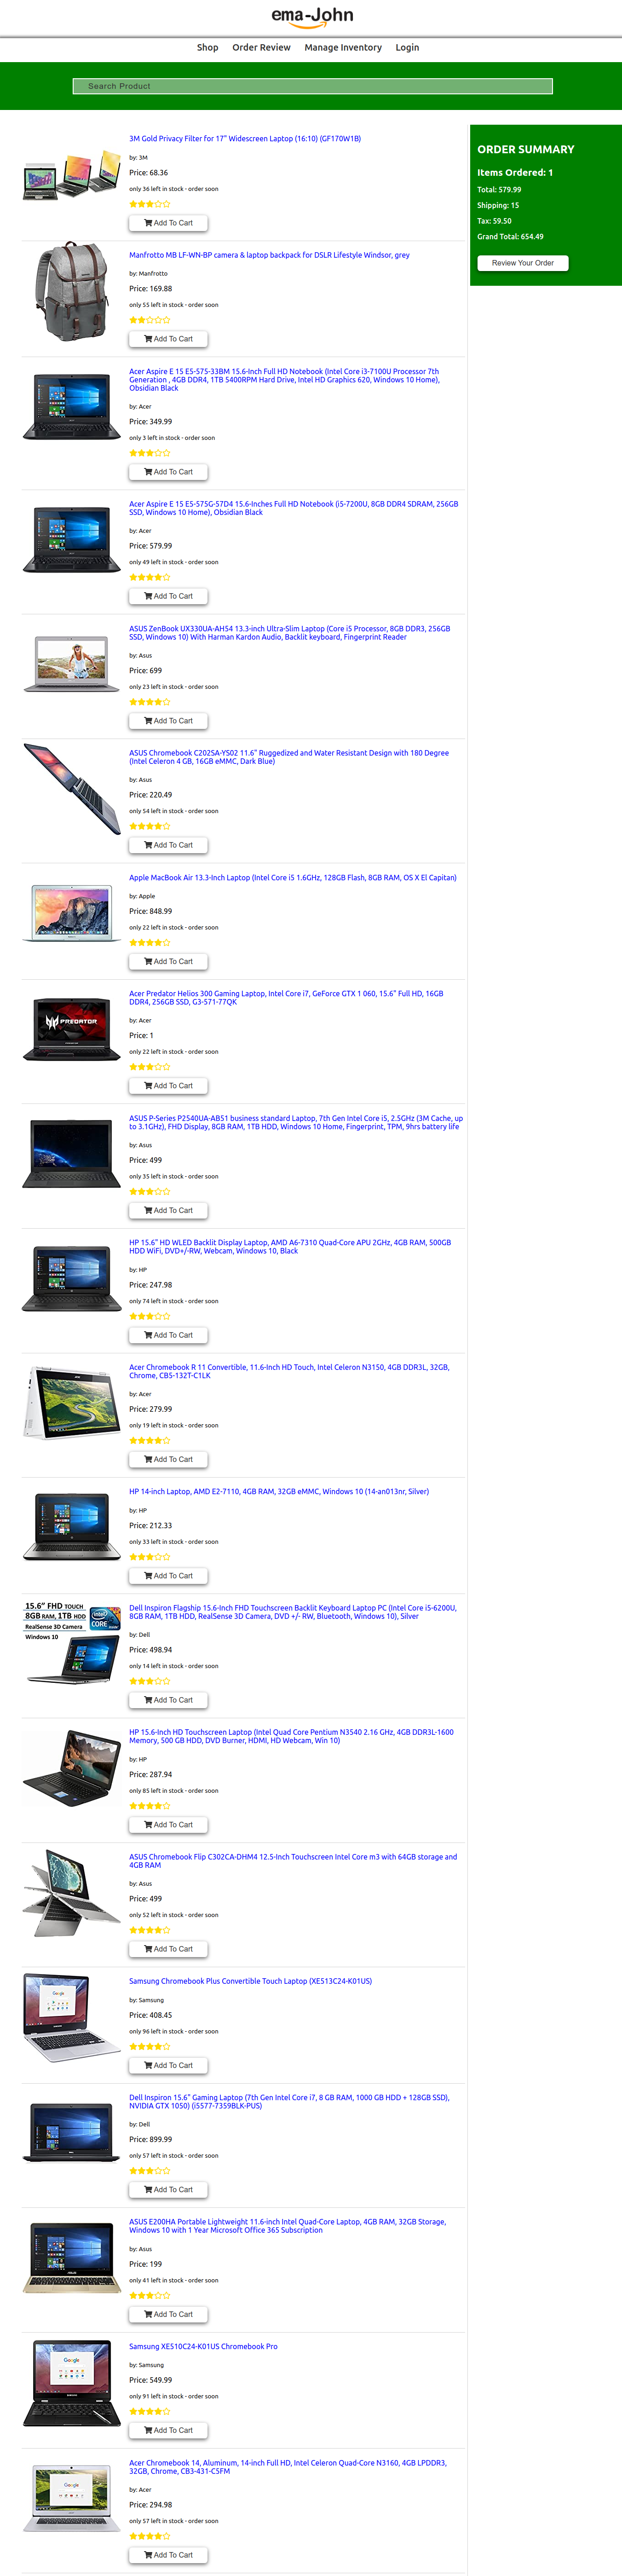 ema-John
Shop Order Review Manage Inventory Login
Search Product
3M Gold Privacy Filter for 17" Widescreen Laptop (16:10) (GF170W1B)
by: 3M
Price: 68.36
only 36 left in stock - order soon
Add To Cart
ORDER SUMMARY
Items Ordered: 1
Total: 579.99
Shipping: 15
Tax: 59.50
Grand Total: 654.49
Review Your Order
Manfrotto MB LF-WN-BP camera & laptop backpack for DSLR Lifestyle Windsor, grey
by: Manfrotto
Price: 169.88
only 55 left in stock - order soon
Add To Cart
Acer Aspire E 15 E5-575-33BM 15.6-Inch Full HD Notebook (Intel Core i3-7100U Processor 7th
Generation , 4GB DDR4, 1TB 5400RPM Hard Drive, Intel HD Graphics 620, Windows 10 Home),
Obsidian Black
by: Acer
Price: 349.99
only 3 left in stock - order soon
Add To Cart
Acer Aspire E 15 E5-575G-57D4 15.6-Inches Full HD Notebook (i5-7200U, 8GB DDR4 SDRAM, 256GB
SSD, Windows 10 Home), Obsidian Black
by: Acer
Price: 579.99
only 49 left in stock - order soon
Add To Cart
ASUS ZenBook UX330UA-AH54 13.3-inch Ultra-Slim Laptop (Core i5 Processor, 8GB DDR3, 256GB
SSD, Windows 10) With Harman Kardon Audio, Backlit keyboard, Fingerprint Reader
by: Asus
Price: 699
only 23 left in stock - order soon
Add To Cart
ASUS Chromebook C202SA-YS02 11.6" Ruggedized and Water Resistant Design with 180 Degree
(Intel Celeron 4 GB, 16GB eMMC, Dark Blue)
by: Asus
Price: 220.49
only 54 left in stock - order soon
Add To Cart
Apple MacBook Air 13.3-Inch Laptop (Intel Core i5 1.6GHz, 128GB Flash, 8GB RAM, OS X El Capitan)
by: Apple
Price: 848.99
only 22 left in stock - order soon
Add To Cart
Acer Predator Helios 300 Gaming Laptop, Intel Core i7, GeForce GTX 1 060, 15.6" Full HD, 16GB
DDR4, 256GB SSD, G3-571-77QK
PREDATOR
by: Acer
Price: 1
only 22 left in stock - order soon
Add To Cart
ASUS P-Series P2540UA-AB51 business standard Laptop, 7th Gen Intel Core i5, 2.5GHz (3M Cache, up
to 3.1GHz), FHD Display, 8GB RAM, 1TB HDD, Windows 10 Home, Fingerprint, TPM, 9hrs battery life
by: Asus
Price: 499
only 35 left in stock - order soon
Add To Cart
HP 15.6" HD WLED Backlit Display Laptop, AMD A6-7310 Quad-Core APU 2GHz, 4GB RAM, 500GB
HDD WiFi, DVD+/-RW, Webcam, Windows 10, Black
by: HP
Price: 247.98
only 74 left in stock - order soon
Add To Cart
Acer Chromebook R 11 Convertible, 11.6-Inch HD Touch, Intel Celeron N3150, 4GB DDR3L, 32GB,
Chrome, CB5-132T-C1LK
by: Acer
Price: 279.99
only 19 left in stock - order soon
Add To Cart
HP 14-inch Laptop, AMD E2-7110, 4GB RAM, 32GB eMMC, Windows 10 (14-an013nr, Silver)
by: HP
Price: 212.33
only 33 left in stock - order soon
Add To Cart
15.6" FHD TOUCH
8GB RAM, 1TB HDD
RealSense 3D Camera
Windows 10
CORE
Dell Inspiron Flagship 15.6-Inch FHD Touchscreen Backlit Keyboard Laptop PC (Intel Core i5-6200U,
8GB RAM, 1TB HDD, RealSense 3D Camera, DVD +/- RW, Bluetooth, Windows 10), Silver
by: Dell
Price: 498.94
only 14 left in stock - order soon
Add To Cart
HP 15.6-Inch HD Touchscreen Laptop (Intel Quad Core Pentium N3540 2.16 GHz, 4GB DDR3L-1600
Memory, 500 GB HDD, DVD Burner, HDMI, HD Webcam, Win 10)
by: HP
Price: 287.94
only 85 left in stock - order soon
Add To Cart
ASUS Chromebook Flip C302CA-DHM4 12.5-Inch Touchscreen Intel Core m3 with 64GB storage and
4GB RAM
by: Asus
Price: 499
only 52 left in stock - order soon
Add To Cart
Samsung Chromebook Plus Convertible Touch Laptop (XE513C24-K01US)
Google
by: Samsung
Price: 408.45
only 96 left in stock - order soon
Add To Cart
Dell Inspiron 15.6" Gaming Laptop (7th Gen Intel Core i7, 8 GB RAM, 1000 GB HDD + 128GB SSD),
NVIDIA GTX 1050) (i5577-7359BLK-PUS)
by: Dell
Price: 899.99
only 57 left in stock - order soon
Add To Cart
ASUS E200HA Portable Lightweight 11.6-inch Intel Quad-Core Laptop, 4GB RAM, 32GB Storage,
Windows 10 with 1 Year Microsoft Office 365 Subscription
by: Asus
Price: 199
only 41 left in stock - order soon
Add To Cart
Samsung XE510C24-K01US Chromebook Pro
Google
by: Samsung
Price: 549.99
only 91 left in stock - order soon
Add To Cart
Acer Chromebook 14, Aluminum, 14-inch Full HD, Intel Celeron Quad-Core N3160, 4GB LPDDR3,
32GB, Chrome, CB3-431-C5FM
Google
by: Acer
Price: 294.98
only 57 left in stock - order soon
Add To Cart